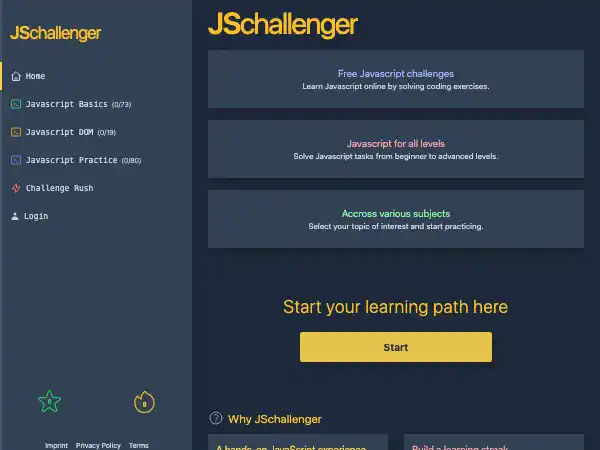 JSchallenger
Home
Javascript Basics (0/73)
Javascript DOM (0/19)
Javascript Practice (0/80)
Challenge Rush
Login
0
0
Imprint Privacy Policy Terms
JSchallenger
Free Javascript challenges
Learn Javascript online by solving coding exercises.
Javascript for all levels
Solve Javascript tasks from beginner to advanced levels.
Accross various subjects
Select your topic of interest and start practicing.
Start your learning path here
Start
? Why JSchallenger
A hands-on JavaScript experience
Build a learning streak